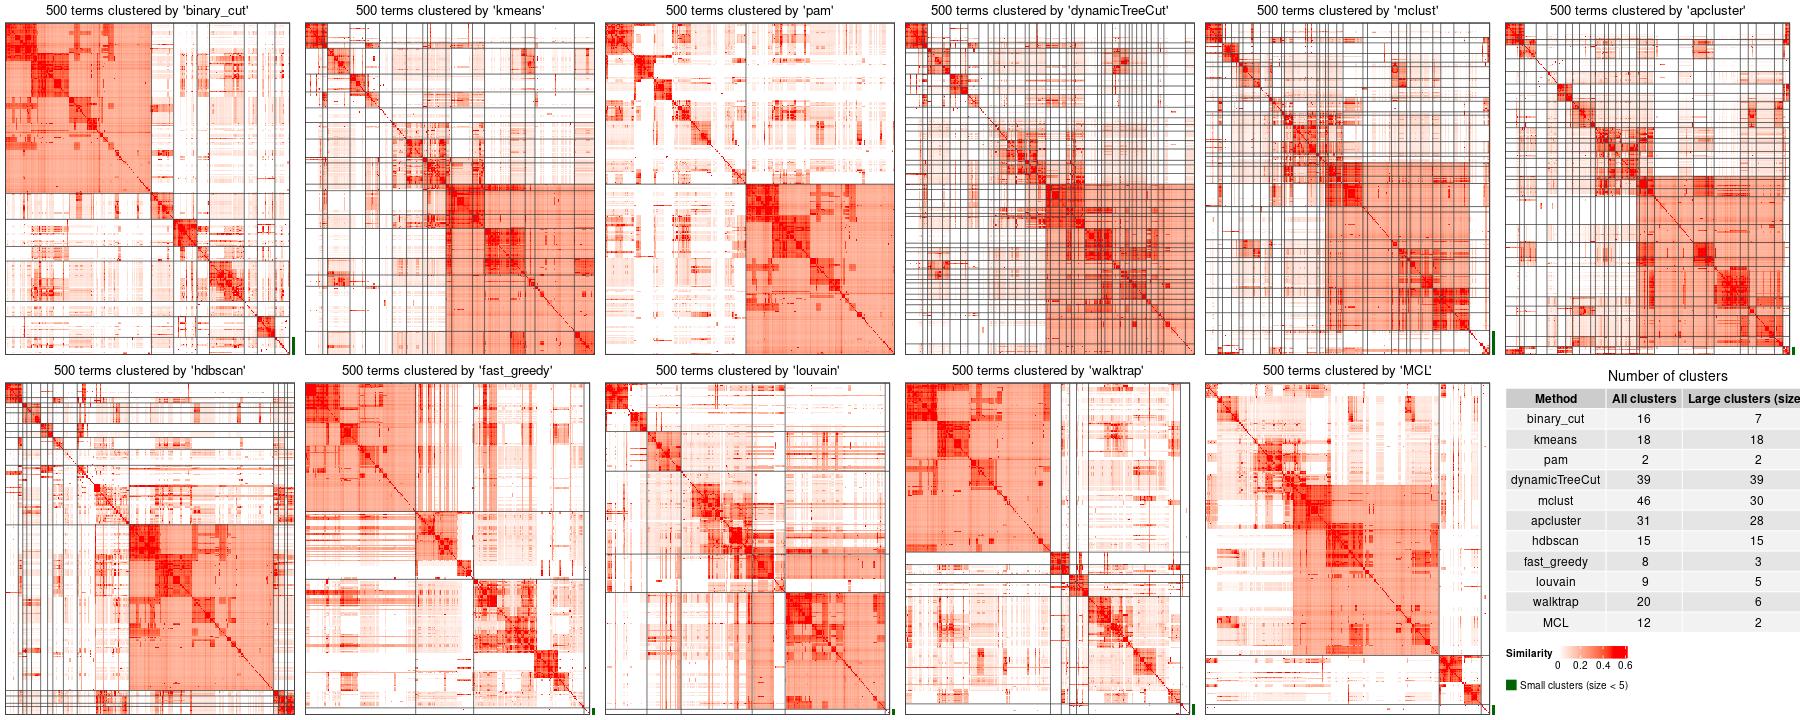 500 terms clustered by 'binary_cut'
500 terms clustered by 'kmeans'
500 terms clustered by 'pam'
500 terms clustered by 'dynamicTreeCut'
500 terms clustered by 'mclust'
500 terms clustered by 'apcluster'
500 terms clustered by 'hdbscan'
500 terms clustered by 'fast_greedy'
500 terms clustered by 'louvain'
500 terms clustered by 'walktrap'
500 terms clustered by 'MCL'
Number of clusters
Method All clusters Large clusters (size
binary_cut 16 7
kmeans 18 18
pam 2 2
dynamicTreeCut 39 39
mclust 46 30
apcluster 31 28
hdbscan 15 15
fast_greedy 8 3
louvain 9 5
walktrap 20 6
MCL 12 2
Similarity
0 0.2 0.4 0.6
Small clusters (size < 5)